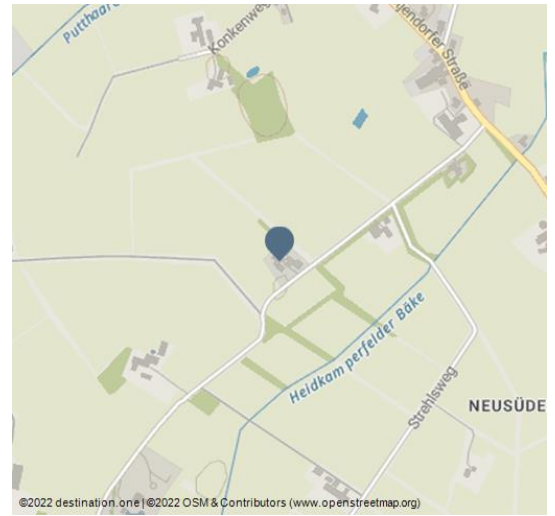 Putthaar
Konkenweg
gendorfer Straße
Heidkamperfelder Bäke
Strehlsweg
NEUSÜDE
©2022 destination.one | ©2022 OSM & Contributors (www.openstreetmap.org)